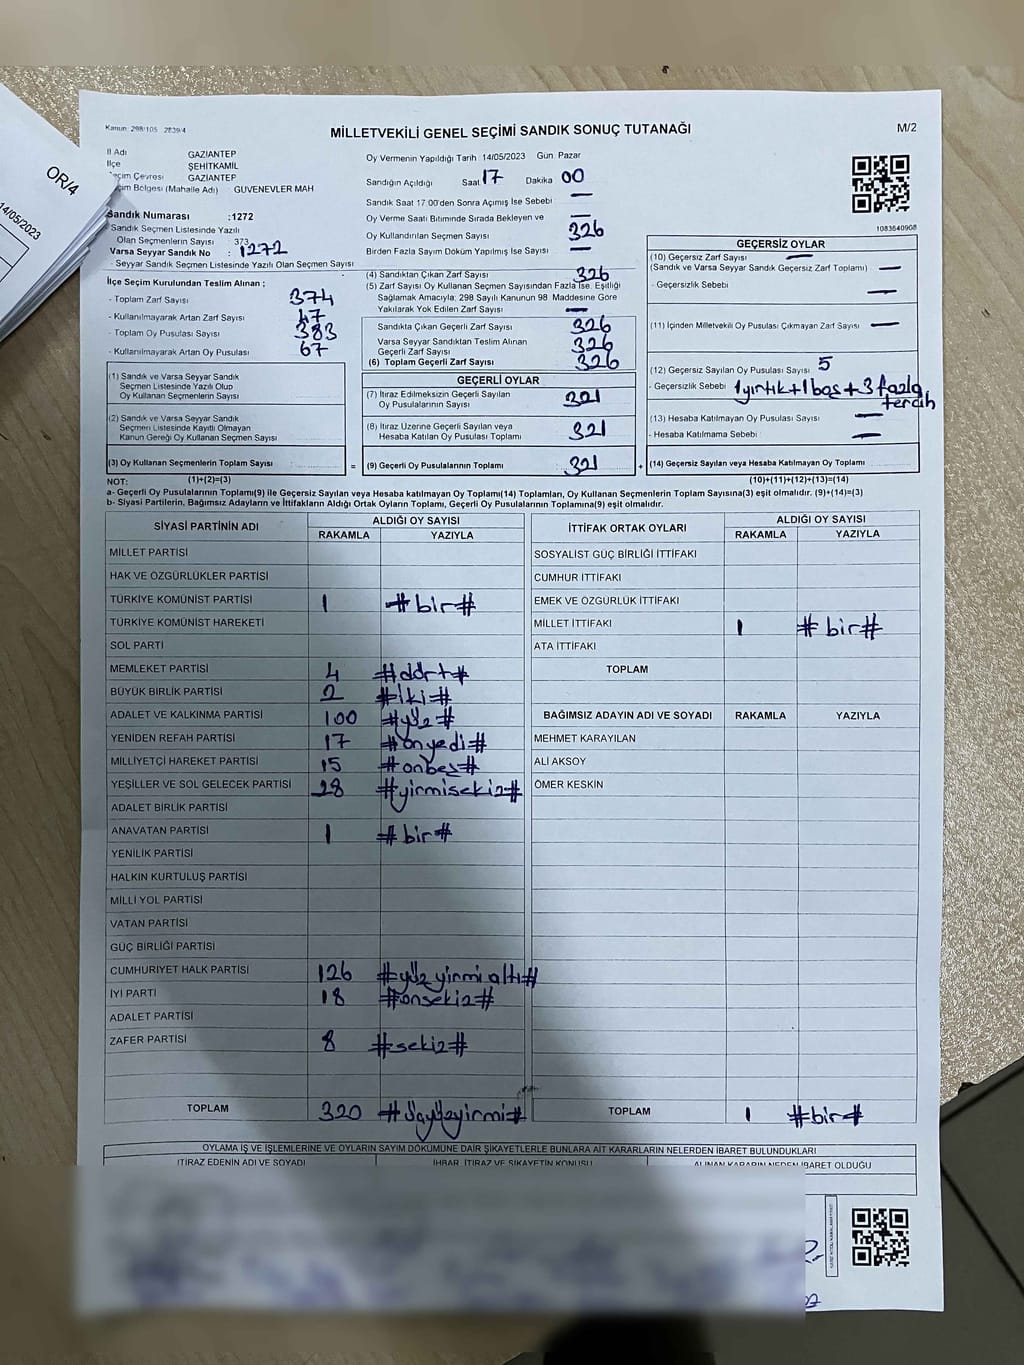 OR/4
14/05/2023
Kanun: 298/105 2839/4
MİLLETVEKİLİ GENEL SEÇİMİ SANDIK SONUÇ TUTANAĞI
M/2
İl Adı GAZİANTEP
İlçe ŞEHİTKAMİL
Seçim Çevresi GAZİANTEP
Seçim Bölgesi (Mahalle Adı) GUVENEVLER MAH
Sandık Numarası :1272
Sandık Seçmen Listesinde Yazılı
Olan Seçmenlerin Sayısı 373
Varsa Seyyar Sandık No : 1272
Seyyar Sandık Seçmen Listesinde Yazılı Olan Seçmen Sayısı
İlçe Seçim Kurulundan Teslim Alınan ;
- Toplam Zarf Sayısı 374
- Kullanılmayarak Artan Zarf Sayısı 47
- Toplam Oy Pusulası Sayısı 383
- Kullanılmayarak Artan Oy Pusulası 67
(1) Sandık ve Varsa Seyyar Sandık
Seçmen Listesinde Yazılı Olup
Oy Kullanan Seçmenlerin Sayısı
(2) Sandık ve Varsa Seyyar Sandık
Seçmen Listesinde Kayıtlı Olmayan
Kanun Gereği Oy Kullanan Seçmen Sayısı
(3) Oy Kullanan Seçmenlerin Toplam Sayısı =
Oy Vermenin Yapıldığı Tarih 14/05/2023 Gün Pazar
Sandığın Açıldığı Saat 17 Dakika 00
Sandık Saat 17:00'den Sonra Açımış İse Sebebi —
Oy Verme Saati Bitiminde Sırada Bekleyen ve —
Oy Kullandırılan Seçmen Sayısı 326
Birden Fazla Sayım Döküm Yapılmış İse Sayısı —
(4) Sandıktan Çıkan Zarf Sayısı 326
(5) Zarf Sayısı Oy Kullanan Seçmen Sayısından Fazla İse, Eşitliği
Sağlamak Amacıyla; 298 Sayılı Kanunun 98. Maddesine Göre
Yakılarak Yok Edilen Zarf Sayısı —
Sandıkta Çıkan Geçerli Zarf Sayısı 326
Varsa Seyyar Sandıktan Teslim Alınan
Geçerli Zarf Sayısı 326
(6) Toplam Geçerli Zarf Sayısı 326
GEÇERLİ OYLAR
(7) İtiraz Edilmeksizin Geçerli Sayılan
Oy Pusulalarının Sayısı 321
(8) İtiraz Üzerine Geçerli Sayılan veya
Hesaba Katılan Oy Pusulası Toplamı 321
(9) Geçerli Oy Pusulalarının Toplamı 321 +
1083640908
GEÇERSİZ OYLAR
(10) Geçersiz Zarf Sayısı —
(Sandık ve Varsa Seyyar Sandık Geçersiz Zarf Toplamı) —
- Geçersizlik Sebebi —
(11) İçinden Milletvekili Oy Pusulası Çıkmayan Zarf Sayısı —
(12) Geçersiz Sayılan Oy Pusulası Sayısı 5
- Geçersizlik Sebebi 1 yırtık + 1 boş + 3 fazla
tercih
(13) Hesaba Katılmayan Oy Pusulası Sayısı —
- Hesaba Katılmama Sebebi —
(14) Geçersiz Sayılan veya Hesaba Katılmayan Oy Toplamı
NOT: (1)+(2)=(3) (10)+(11)+(12)+(13)=(14)
a- Geçerli Oy Pusulalarının Toplamı(9) ile Geçersiz Sayılan veya Hesaba katılmayan Oy Toplamı(14) Toplamları, Oy Kullanan Seçmenlerin Toplam Sayısına(3) eşit olmalıdır. (9)+(14)=(3)
b- Siyasi Partilerin, Bağımsız Adayların ve İttifakların Aldığı Ortak Oyların Toplamı, Geçerli Oy Pusulalarının Toplamına(9) eşit olmalıdır.
SİYASİ PARTİNİN ADI ALDIĞI OY SAYISI
RAKAMLA YAZIYLA
MİLLET PARTİSİ
HAK VE ÖZGÜRLÜKLER PARTİSİ
TÜRKİYE KOMÜNİST PARTİSİ 1 #bir#
TÜRKİYE KOMÜNİST HAREKETİ
SOL PARTİ
MEMLEKET PARTİSİ 4 #dört#
BÜYÜK BİRLİK PARTİSİ 2 #iki#
ADALET VE KALKINMA PARTİSİ 100 #yüz#
YENİDEN REFAH PARTİSİ 17 #onyedi#
MİLLİYETÇİ HAREKET PARTİSİ 15 #onbeş#
YEŞİLLER VE SOL GELECEK PARTİSİ 28 #yirmisekiz#
ADALET BİRLİK PARTİSİ
ANAVATAN PARTİSİ 1 #bir#
YENİLİK PARTİSİ
HALKIN KURTULUŞ PARTİSİ
MİLLİ YOL PARTİSİ
VATAN PARTİSİ
GÜÇ BİRLİĞİ PARTİSİ
CUMHURİYET HALK PARTİSİ 126 #yüzyirmialtı#
İYİ PARTİ 18 #onsekiz#
ADALET PARTİSİ
ZAFER PARTİSİ 8 #sekiz#
TOPLAM 320 #üçyüzyirmi#
İTTİFAK ORTAK OYLARI ALDIĞI OY SAYISI
RAKAMLA YAZIYLA
SOSYALİST GÜÇ BİRLİĞİ İTTİFAKI
CUMHUR İTTİFAKI
EMEK VE ÖZGÜRLÜK İTTİFAKI
MİLLET İTTİFAKI 1 #bir#
ATA İTTİFAKI
TOPLAM
BAĞIMSIZ ADAYIN ADI VE SOYADI RAKAMLA YAZIYLA
MEHMET KARAYILAN
ALİ AKSOY
ÖMER KESKİN
TOPLAM 1 #bir#
OYLAMA İŞ VE İŞLEMLERİNE VE OYLARIN SAYIM DÖKÜMÜNE DAİR ŞİKAYETLERLE BUNLARA AİT KARARLARIN NELERDEN İBARET BULUNDUKLARI
İTİRAZ EDENİN ADI VE SOYADI İHBAR, İTİRAZ VE ŞİKAYETİN KONUSU ALINAN KARARIN NEDEN İBARET OLDUĞU